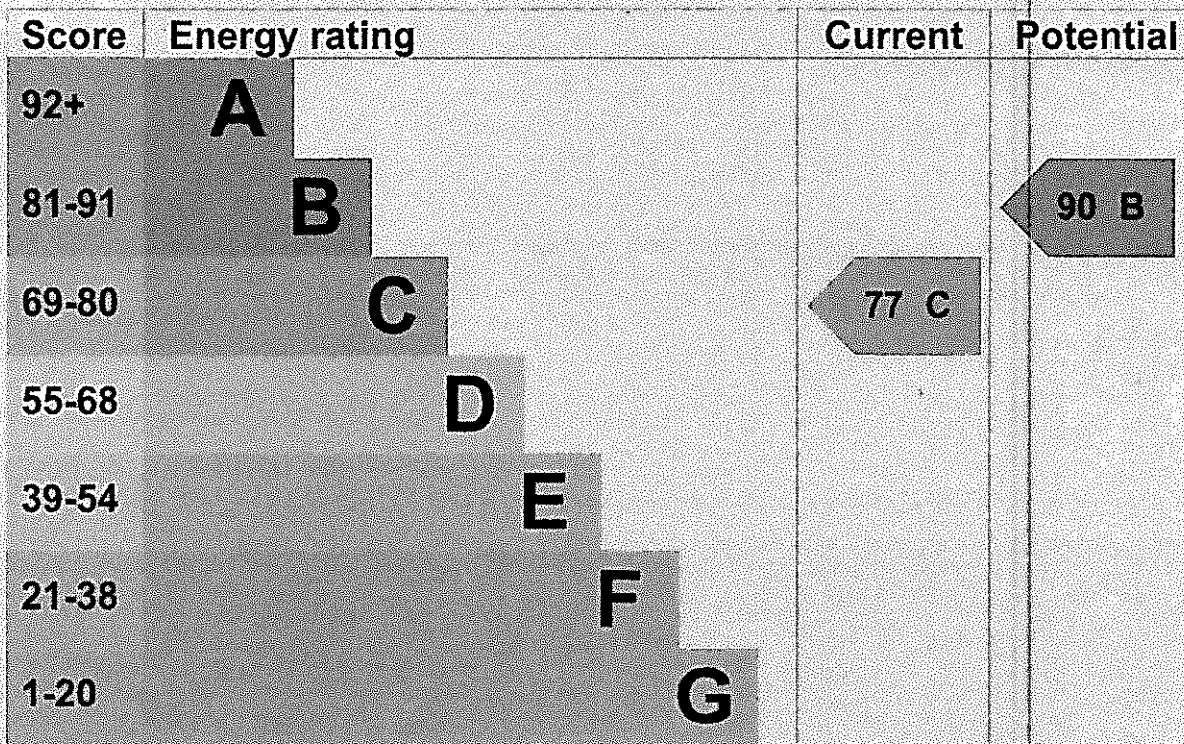 Score Energy rating Current Potential
92+ A
81-91 B 90 B
69-80 C 77 C
55-68 D
39-54 E
21-38 F
1-20 G